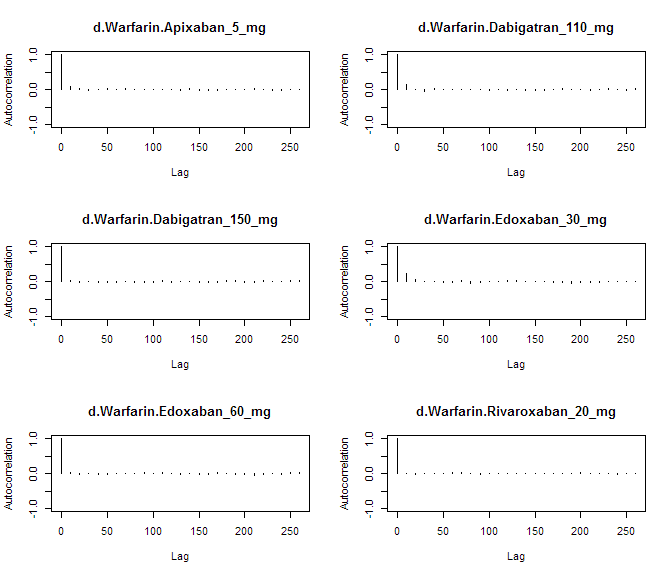 d.Warfarin.Apixaban_5_mg
Autocorrelation
1.0
0.0
-1.0
0 50 100 150 200 250
Lag
d.Warfarin.Dabigatran_110_mg
Autocorrelation
1.0
0.0
-1.0
0 50 100 150 200 250
Lag
d.Warfarin.Dabigatran_150_mg
Autocorrelation
1.0
0.0
-1.0
0 50 100 150 200 250
Lag
d.Warfarin.Edoxaban_30_mg
Autocorrelation
1.0
0.0
-1.0
0 50 100 150 200 250
Lag
d.Warfarin.Edoxaban_60_mg
Autocorrelation
1.0
0.0
-1.0
0 50 100 150 200 250
Lag
d.Warfarin.Rivaroxaban_20_mg
Autocorrelation
1.0
0.0
-1.0
0 50 100 150 200 250
Lag